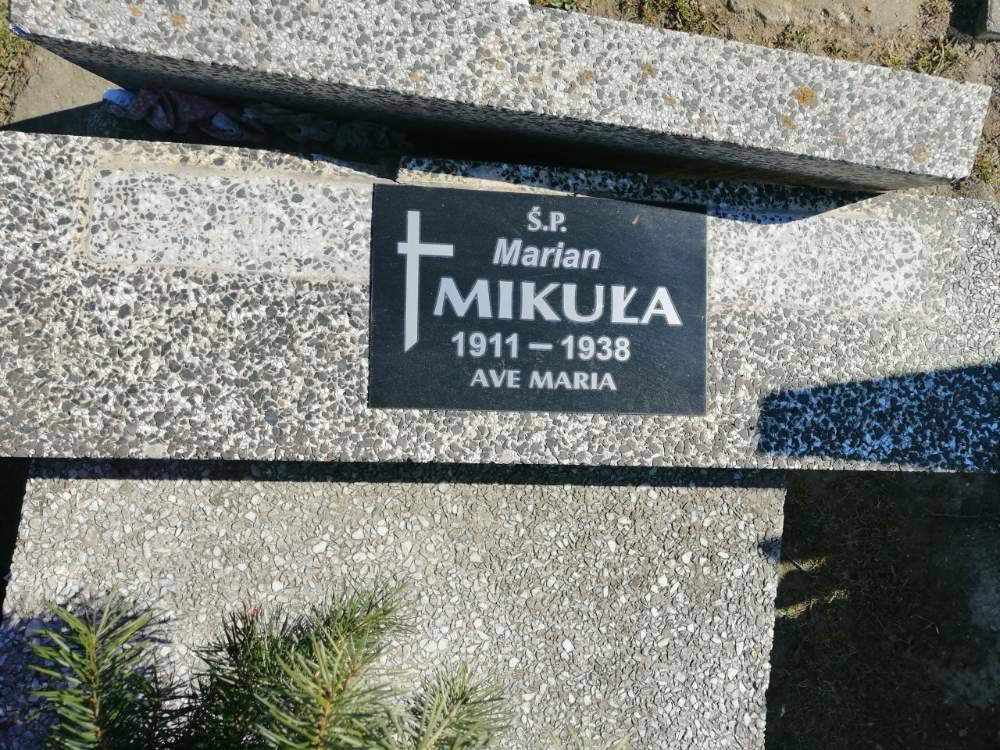 Ś.P.
Marian
MIKUŁA
1911 – 1938
AVE MARIA